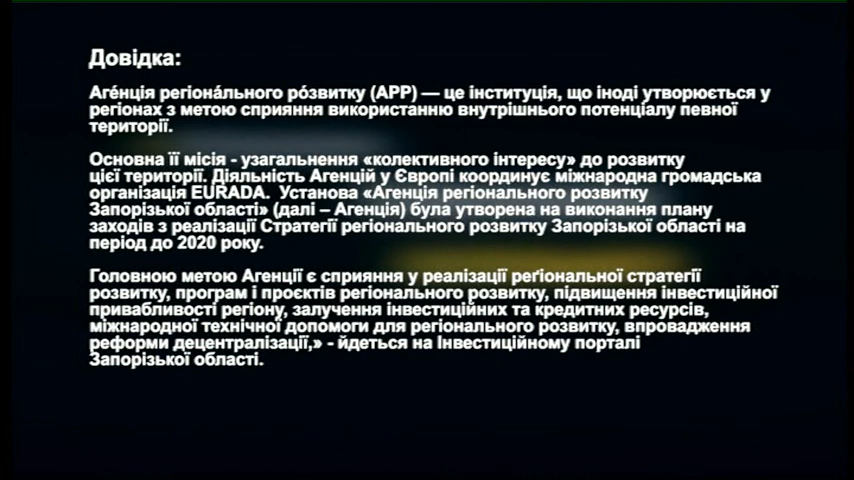 Довідка:
Аге́нція регіона́льного ро́звитку (АРР) — це інституція, що іноді утворюється у
регіонах з метою сприяння використанню внутрішнього потенціалу певної
території.
Основна її місія - узагальнення «колективного інтересу» до розвитку
цієї території. Діяльність Агенцій у Європі координує міжнародна громадська
організація EURADA. Установа «Агенція регіонального розвитку
Запорізької області» (далі – Агенція) була утворена на виконання плану
заходів з реалізації Стратегії регіонального розвитку Запорізької області на
період до 2020 року.
Головною метою Агенції є сприяння у реалізації реґіональної стратегії
розвитку, програм і проєктів регіонального розвитку, підвищення інвестиційної
привабливості регіону, залучення інвестиційних та кредитних ресурсів,
міжнародної технічної допомоги для регіонального розвитку, впровадження
реформи децентралізації,» - йдеться на Інвестиційному порталі
Запорізької області.